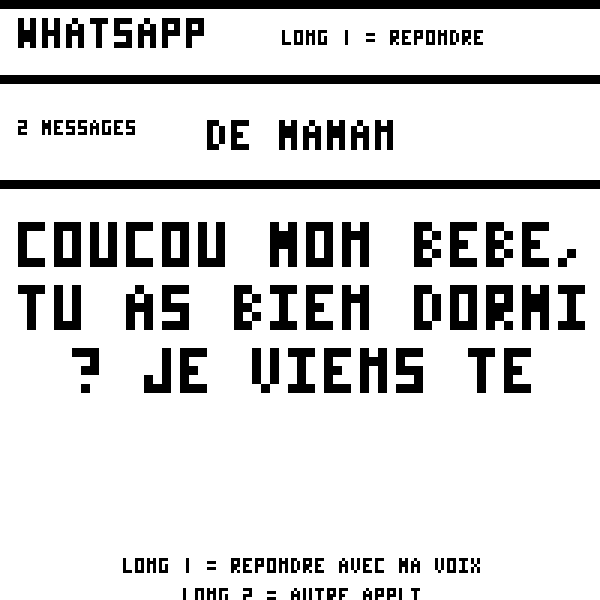 WHATSAPP
LONG 1 = REPONDRE
2 MESSAGES
DE MAMAN
COUCOU MON BEBE,
TU AS BIEN DORMI
? JE VIENS TE
LONG 1 = REPONDRE AVEC MA VOIX
LONG 2 = AUTRE APPLI